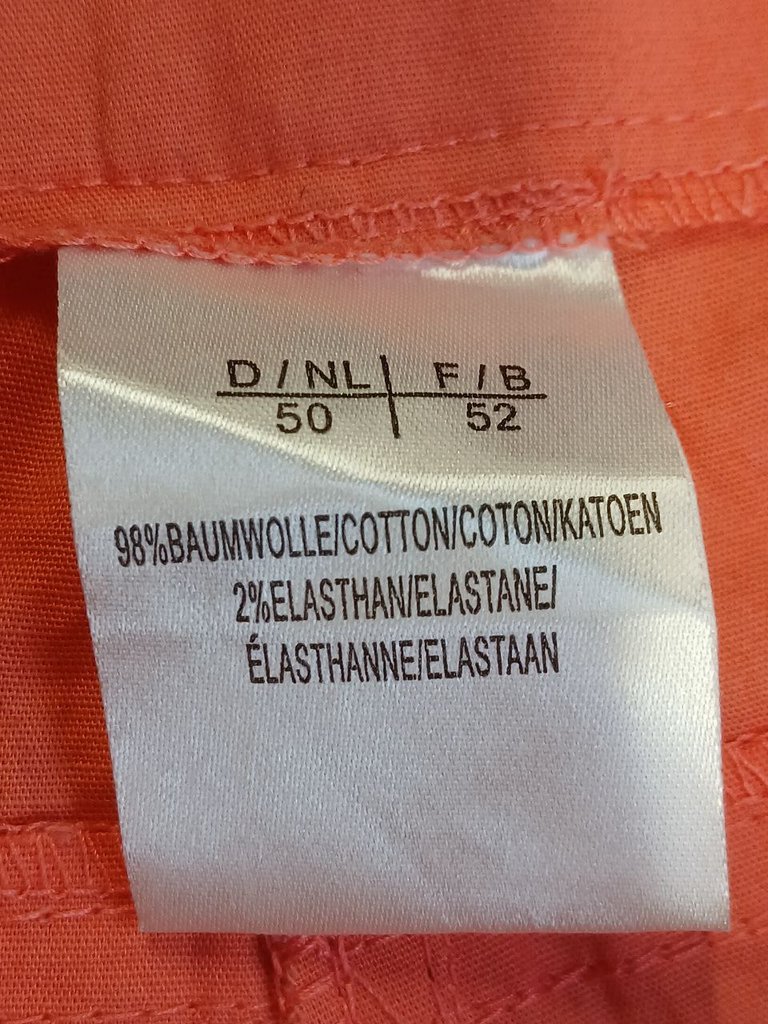 D / NL | F / B
50 | 52
98%BAUMWOLLE/COTTON/COTON/KATOEN
2%ELASTHAN/ELASTANE/
ÉLASTHANNE/ELASTAAN